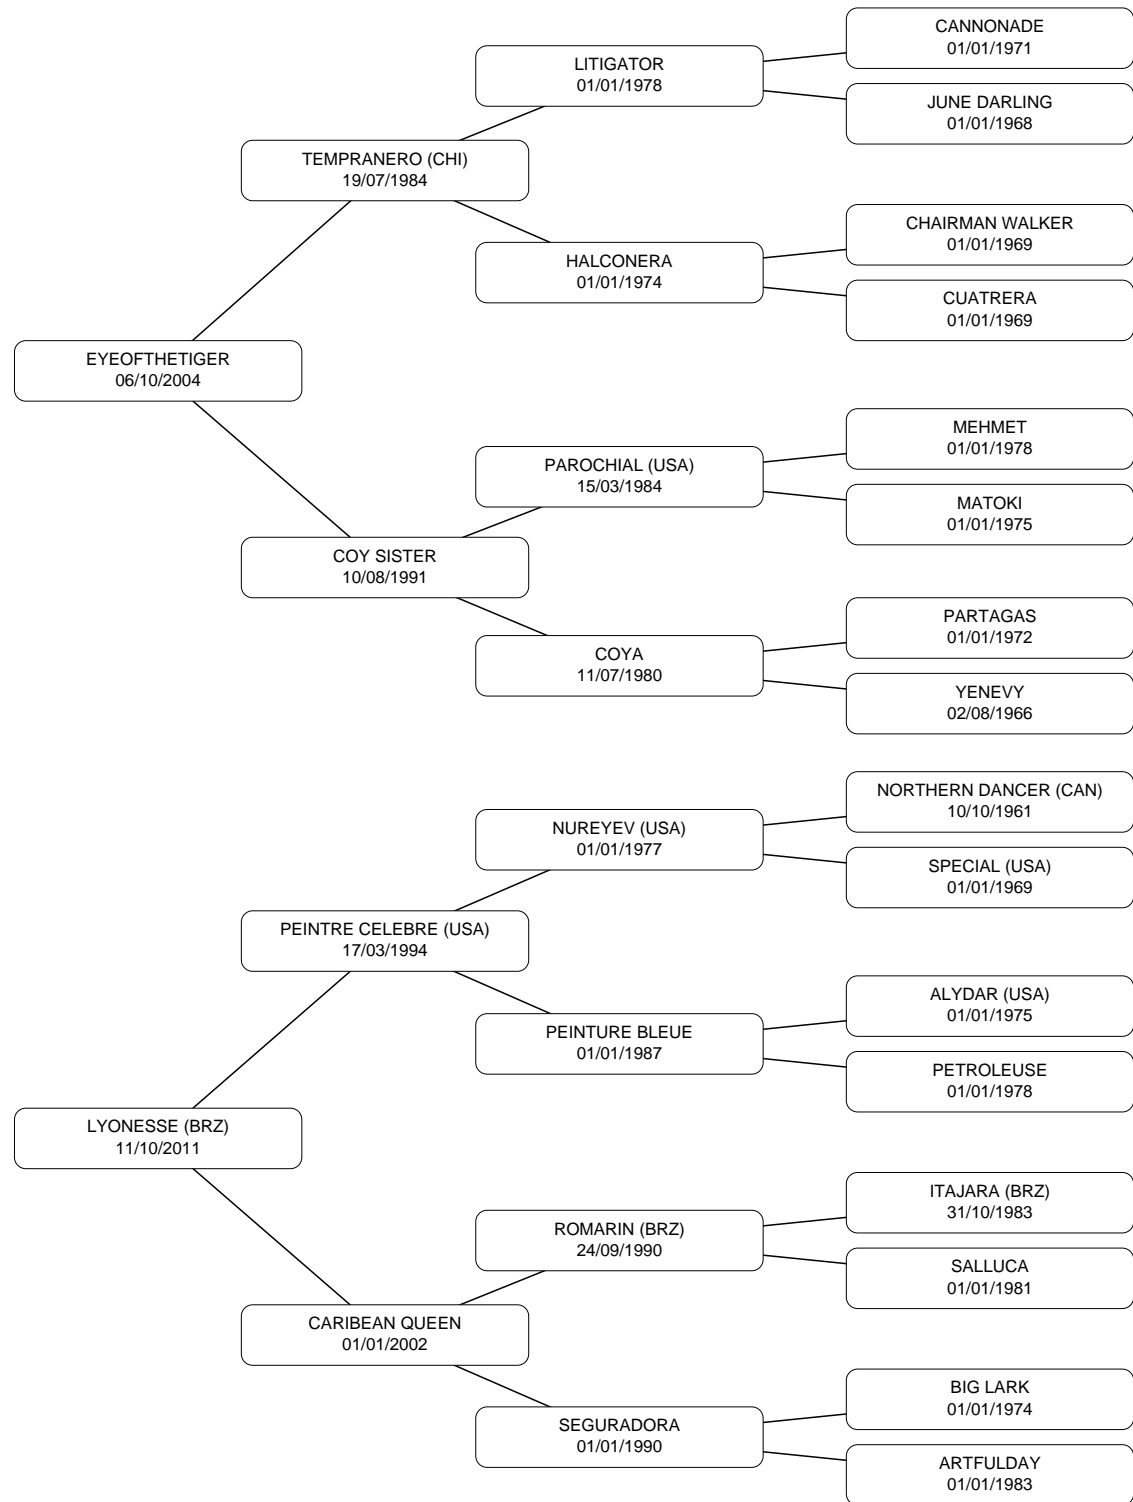 CANNONADE
01/01/1971
LITIGATOR
01/01/1978
JUNE DARLING
01/01/1968
TEMPRANERO (CHI)
19/07/1984
CHAIRMAN WALKER
01/01/1969
HALCONERA
01/01/1974
CUATRERA
01/01/1969
EYEOFTHETIGER
06/10/2004
MEHMET
01/01/1978
PAROCHIAL (USA)
15/03/1984
MATOKI
01/01/1975
COY SISTER
10/08/1991
PARTAGAS
01/01/1972
COYA
11/07/1980
YENEVY
02/08/1966
NORTHERN DANCER (CAN)
10/10/1961
NUREYEV (USA)
01/01/1977
SPECIAL (USA)
01/01/1969
PEINTRE CELEBRE (USA)
17/03/1994
ALYDAR (USA)
01/01/1975
PEINTURE BLEUE
01/01/1987
PETROLEUSE
01/01/1978
LYONESSE (BRZ)
11/10/2011
ITAJARA (BRZ)
31/10/1983
ROMARIN (BRZ)
24/09/1990
SALLUCA
01/01/1981
CARIBEAN QUEEN
01/01/2002
BIG LARK
01/01/1974
SEGURADORA
01/01/1990
ARTFULDAY
01/01/1983